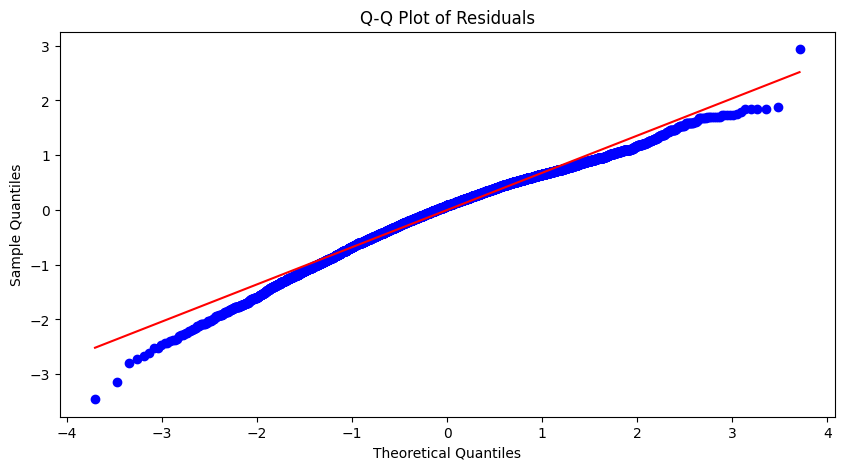 Q-Q Plot of Residuals
3
2
1
0
−1
−2
−3
Sample Quantiles
−4 −3 −2 −1 0 1 2 3 4
Theoretical Quantiles